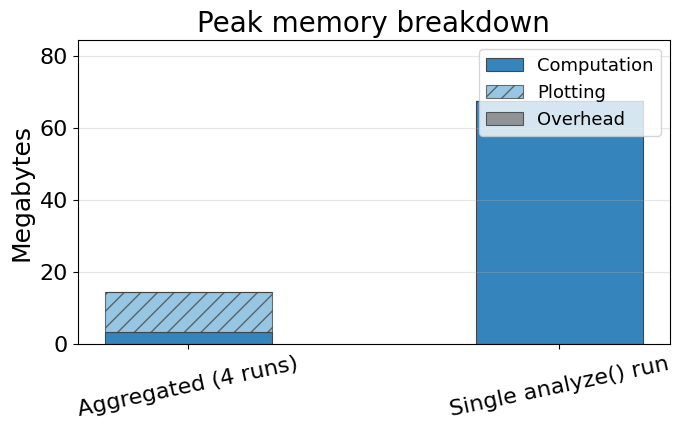 Peak memory breakdown
Megabytes
80
60
40
20
0
Computation
Plotting
Overhead
Aggregated (4 runs)
Single analyze() run